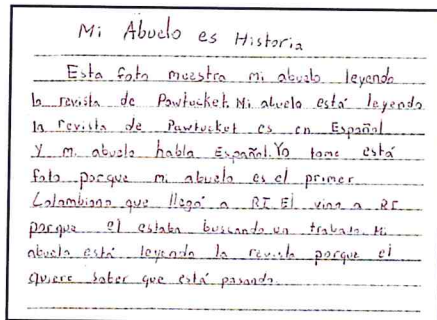 Mi Abuelo es Historia
Esta foto muestra mi abuelo leyendo
la revista de Pawtucket. Mi abuelo está leyendo
la revista de Pawtucket es en Español
Y mi abuelo habla Español. Yo tome está
foto porque mi abuelo es el primer
Colombiano que llegó a RI El vino a RI
porque el estaba buscando un trabajo. Mi
abuelo está leyendo la revista porque el
quiere saber que está pasando.